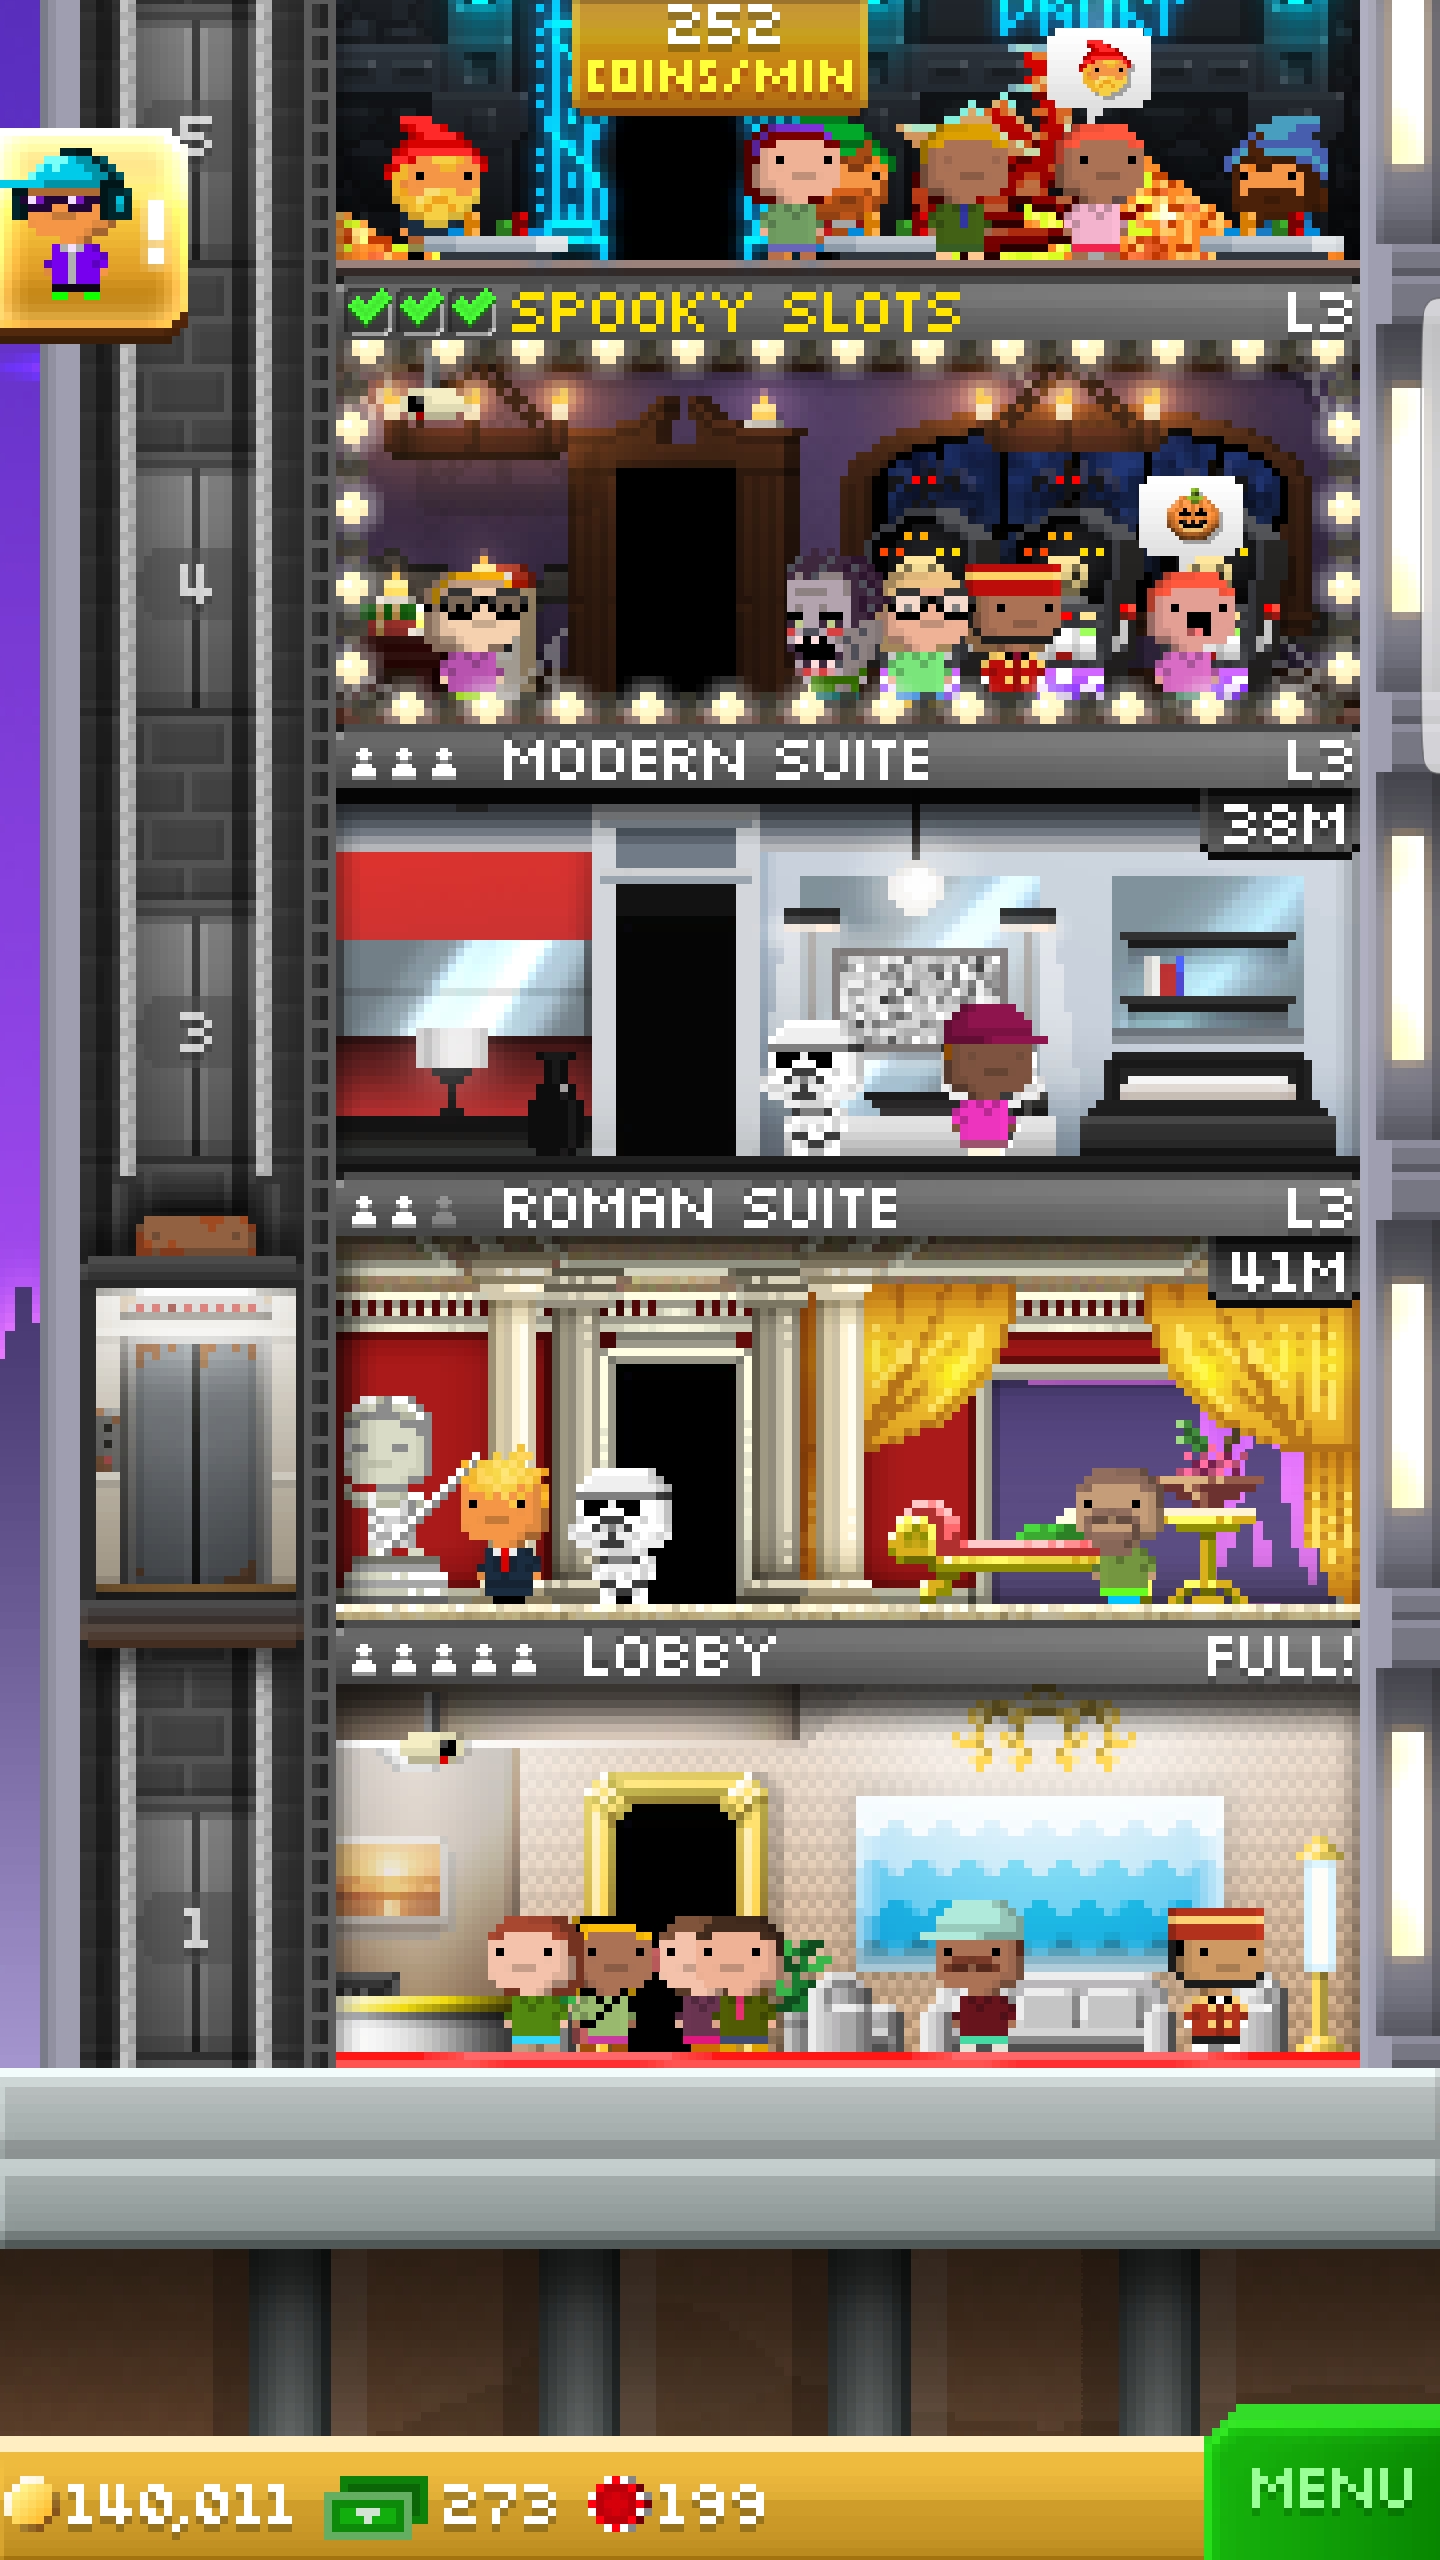 252
COINS/MIN
5
!
SPOOKY SLOTS L3
4
MODERN SUITE L3
38M
3
ROMAN SUITE L3
41M
LOBBY FULL!
1
140,011 273 199
MENU